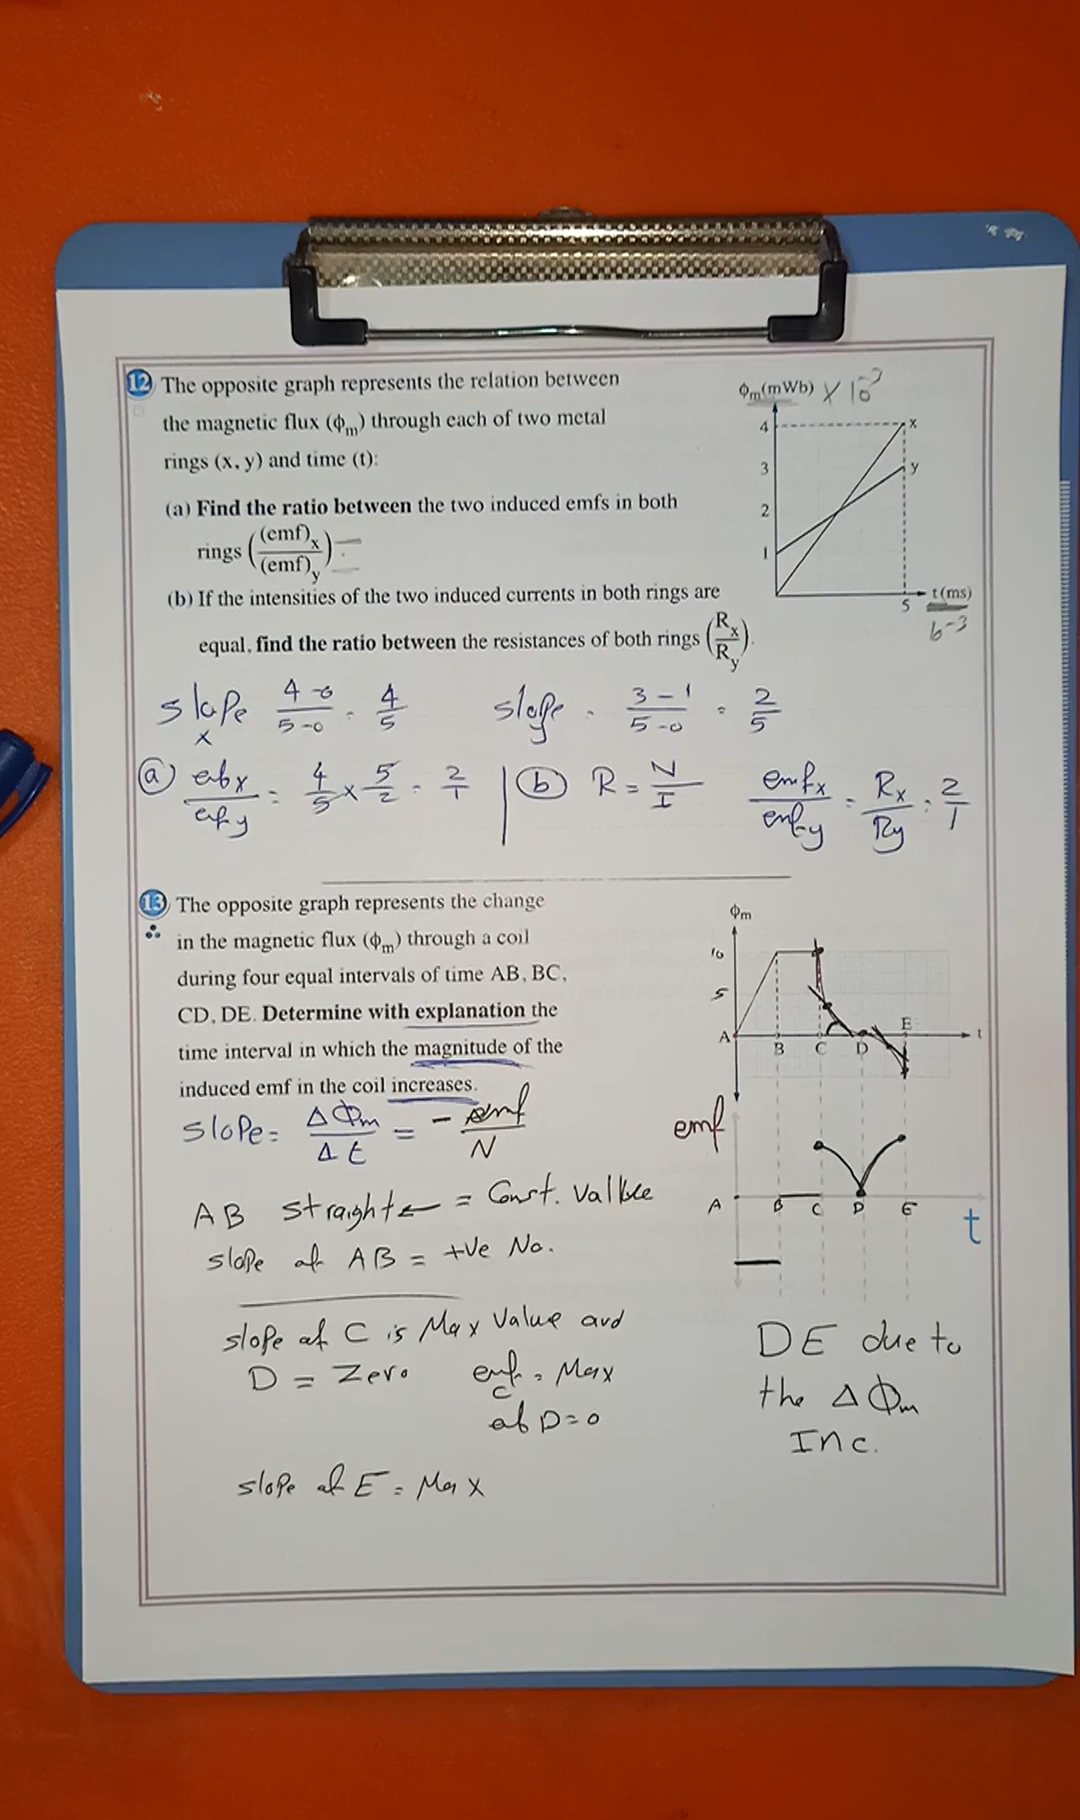 12 The opposite graph represents the relation between
the magnetic flux (ϕm) through each of two metal
rings (x, y) and time (t):
(a) Find the ratio between the two induced emfs in both
rings ((emf)x / (emf)y) =
(b) If the intensities of the two induced currents in both rings are
equal, find the ratio between the resistances of both rings (Rx / Ry).
ϕm (mWb) × 10⁻³
4
3
2
1
x
y
5
t (ms)
10⁻³
slope x 4-0 / 5-0 = 4/5 slope y = 3-1 / 5-0 = 2/5
(a) emf x / emf y = 4/5 × 5/2 = 2/1 (b) R = V/I emf x / emf y = Rx / Ry = 2/1
13 The opposite graph represents the change
in the magnetic flux (ϕm) through a coil
during four equal intervals of time AB, BC,
CD, DE. Determine with explanation the
time interval in which the magnitude of the
induced emf in the coil increases.
ϕm
10
5
A B C D E t
slope = Δϕm / Δt = - emf / N
emf
A B C D E t
AB straight ← = Const. Value
slope at AB = +ve No.
slope at C is Max Value and
D = Zero emf C = Max
at D = 0
slope at E = Max
DE due to
the Δϕm
Inc.